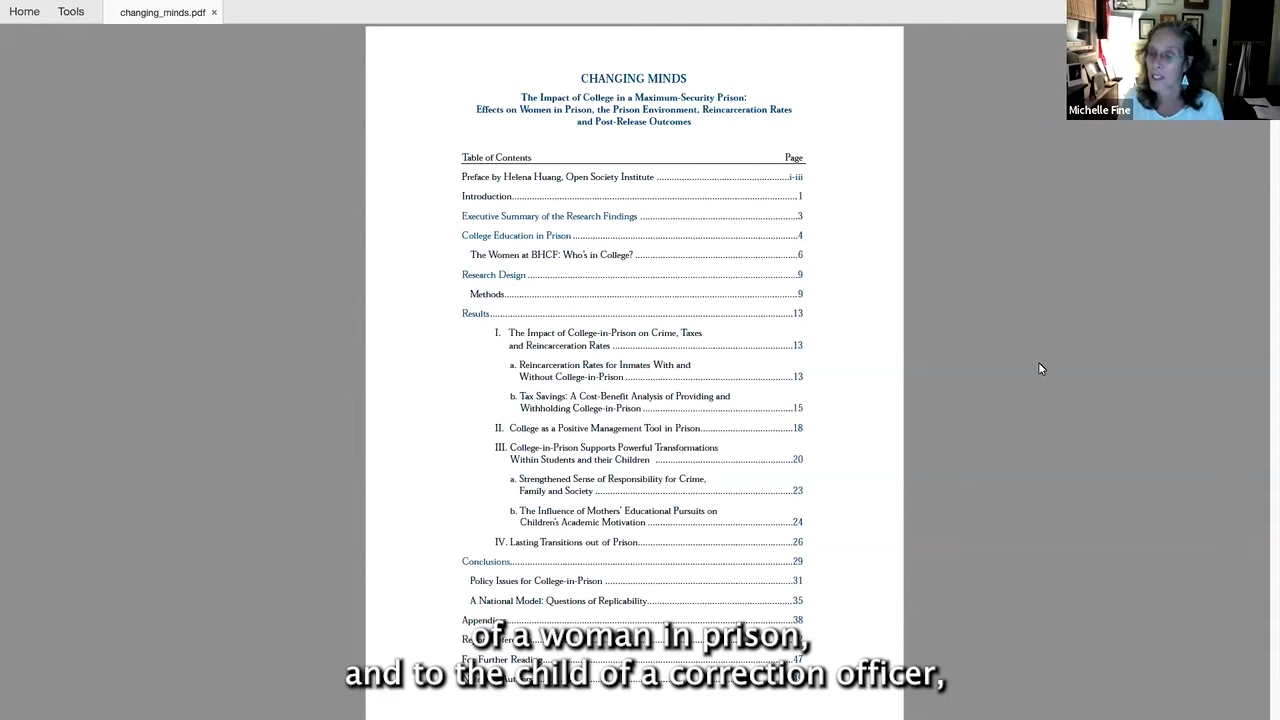 Home Tools changing_minds.pdf ×
Michelle Fine
CHANGING MINDS
The Impact of College in a Maximum-Security Prison:
Effects on Women in Prison, the Prison Environment, Reincarceration Rates
and Post-Release Outcomes
Table of Contents Page
Preface by Helena Huang, Open Society Institute ........ i-iii
Introduction........ 1
Executive Summary of the Research Findings ........ 3
College Education in Prison ........ 4
The Women at BHCF: Who's in College? ........ 6
Research Design ........ 9
Methods........ 9
Results........ 13
I. The Impact of College-in-Prison on Crime, Taxes
and Reincarceration Rates ........ 13
a. Reincarceration Rates for Inmates With and
Without College-in-Prison ........ 13
b. Tax Savings: A Cost-Benefit Analysis of Providing and
Withholding College-in-Prison ........ 15
II. College as a Positive Management Tool in Prison........ 18
III. College-in-Prison Supports Powerful Transformations
Within Students and their Children ........ 20
a. Strengthened Sense of Responsibility for Crime,
Family and Society ........ 23
b. The Influence of Mothers' Educational Pursuits on
Children's Academic Motivation ........ 24
IV. Lasting Transitions out of Prison........ 26
Conclusions........ 29
Policy Issues for College-in-Prison ........ 31
A National Model: Questions of Replicability........ 35
38
For Further Reading........ 47
of a woman in prison,
and to the child of a correction officer,